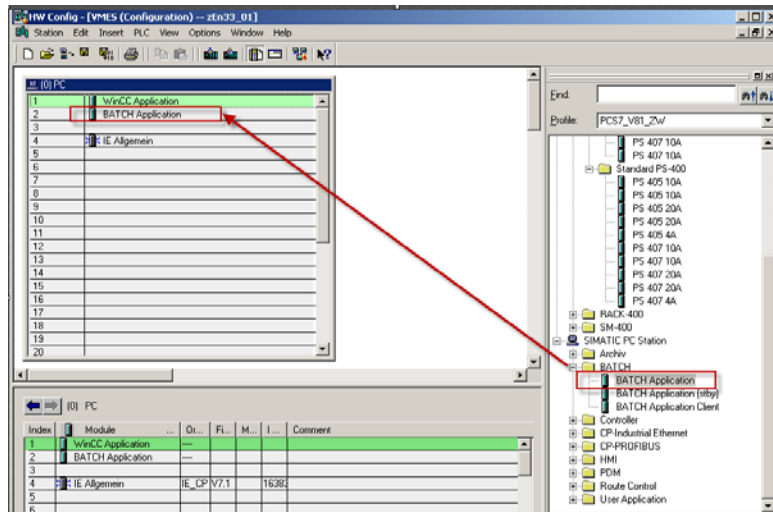 HW Config - [VMES (Configuration) -- zEn33_01]
Station Edit Insert PLC View Options Window Help
(0) PC
1 WinCC Application
2 BATCH Application
3
4 IE Allgemein
5
6
7
8
9
10
11
12
13
14
15
16
17
18
19
20
Find:
Profile: PCS7_V81_ZW
PS 407 10A
PS 407 10A
Standard PS-400
PS 405 10A
PS 405 10A
PS 405 20A
PS 405 20A
PS 405 4A
PS 407 10A
PS 407 10A
PS 407 20A
PS 407 20A
PS 407 4A
RACK-400
SM-400
SIMATIC PC Station
Archiv
BATCH
BATCH Application
BATCH Application (stby)
BATCH Application Client
Controller
CP-Industrial Ethernet
CP-PROFIBUS
HMI
PDM
Route Control
User Application
(0) PC
Index Module ... Or... Fi... M... I ... Comment
1 WinCC Application ---
2 BATCH Application ---
3
4 IE Allgemein IE_CP V7.1 16383
5
6